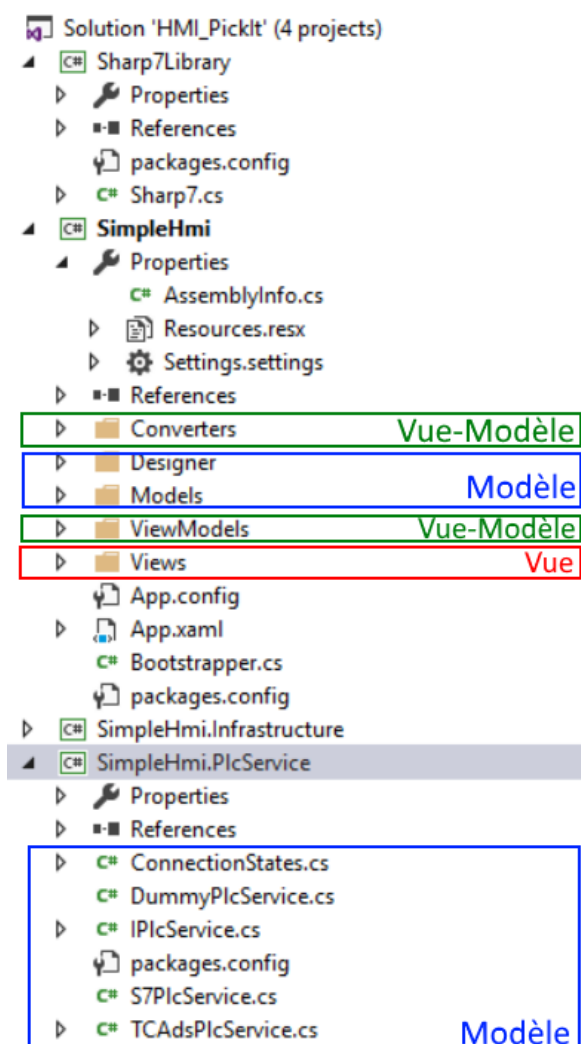 Solution 'HMI_PickIt' (4 projects)
C# Sharp7Library
Properties
References
packages.config
C# Sharp7.cs
C# SimpleHmi
Properties
C# AssemblyInfo.cs
Resources.resx
Settings.settings
References
Converters Vue-Modèle
Designer
Models Modèle
ViewModels Vue-Modèle
Views Vue
App.config
App.xaml
C# Bootstrapper.cs
packages.config
C# SimpleHmi.Infrastructure
C# SimpleHmi.PlcService
Properties
References
C# ConnectionStates.cs
C# DummyPlcService.cs
C# IPlcService.cs
packages.config
C# S7PlcService.cs
C# TCAdsPlcService.cs Modèle